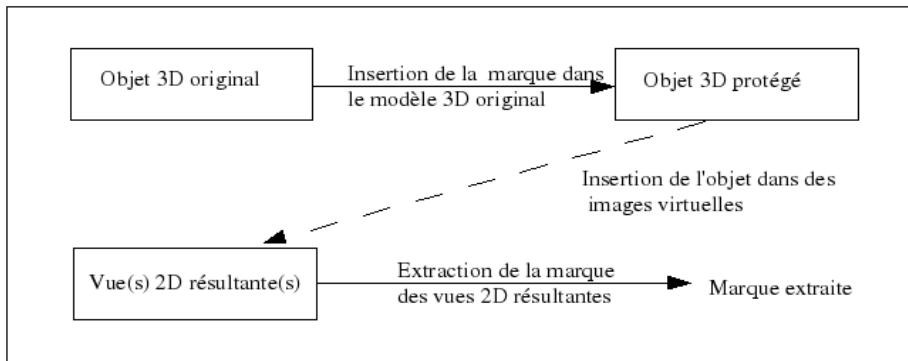 Objet 3D original
Insertion de la marque dans
le modèle 3D original
Objet 3D protégé
Insertion de l'objet dans des
images virtuelles
Vue(s) 2D résultante(s)
Extraction de la marque
des vues 2D résultantes
Marque extraite